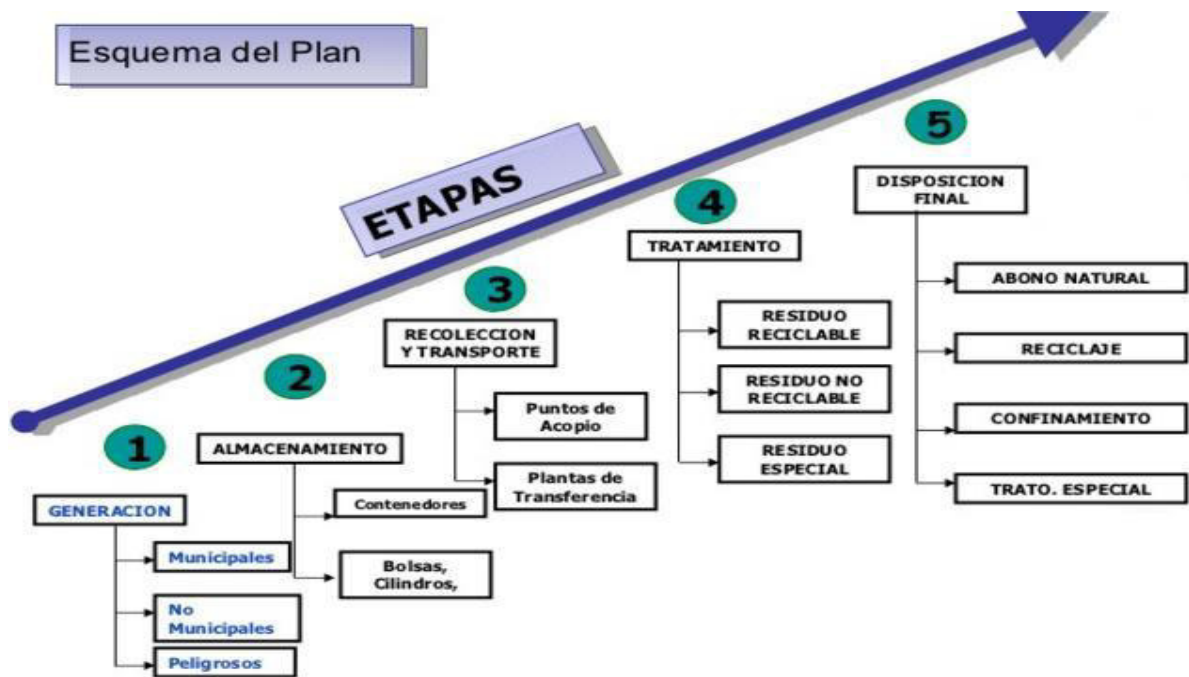 Esquema del Plan
ETAPAS
1
GENERACION
Municipales
No
Municipales
Peligrosos
2
ALMACENAMIENTO
Contenedores
Bolsas,
Cilindros,
3
RECOLECCION
Y TRANSPORTE
Puntos de
Acopio
Plantas de
Transferencia
4
TRATAMIENTO
RESIDUO
RECICLABLE
RESIDUO NO
RECICLABLE
RESIDUO
ESPECIAL
5
DISPOSICION
FINAL
ABONO NATURAL
RECICLAJE
CONFINAMIENTO
TRATO. ESPECIAL